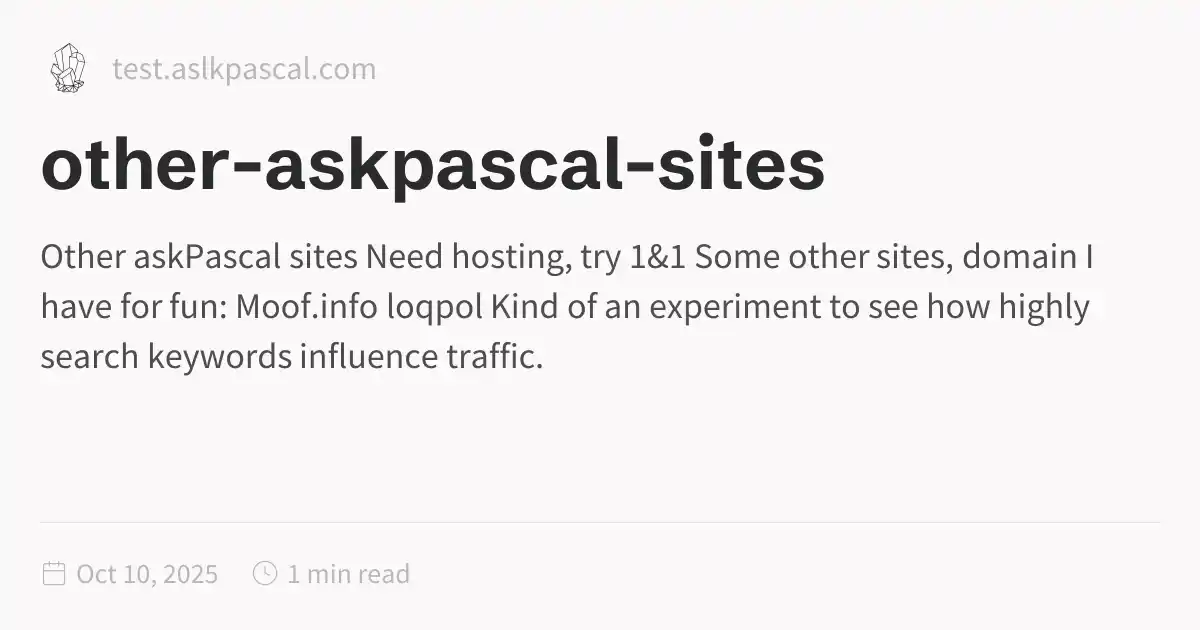 test.aslkpascal.com
other-askpascal-sites
Other askPascal sites Need hosting, try 1&1 Some other sites, domain I
have for fun: Moof.info loqpol Kind of an experiment to see how highly
search keywords influence traffic.
Oct 10, 2025 1 min read